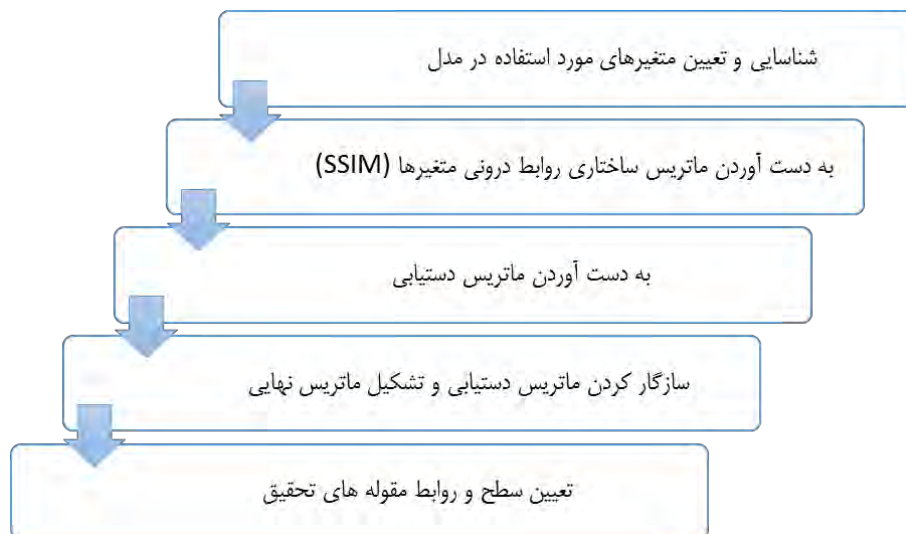 شناسایی و تعیین متغیرهای مورد استفاده در مدل
به دست آوردن ماتریس ساختاری روابط درونی متغیرها (SSIM)
به دست آوردن ماتریس دستیابی
سازگار کردن ماتریس دستیابی و تشکیل ماتریس نهایی
تعیین سطح و روابط مقوله های تحقیق